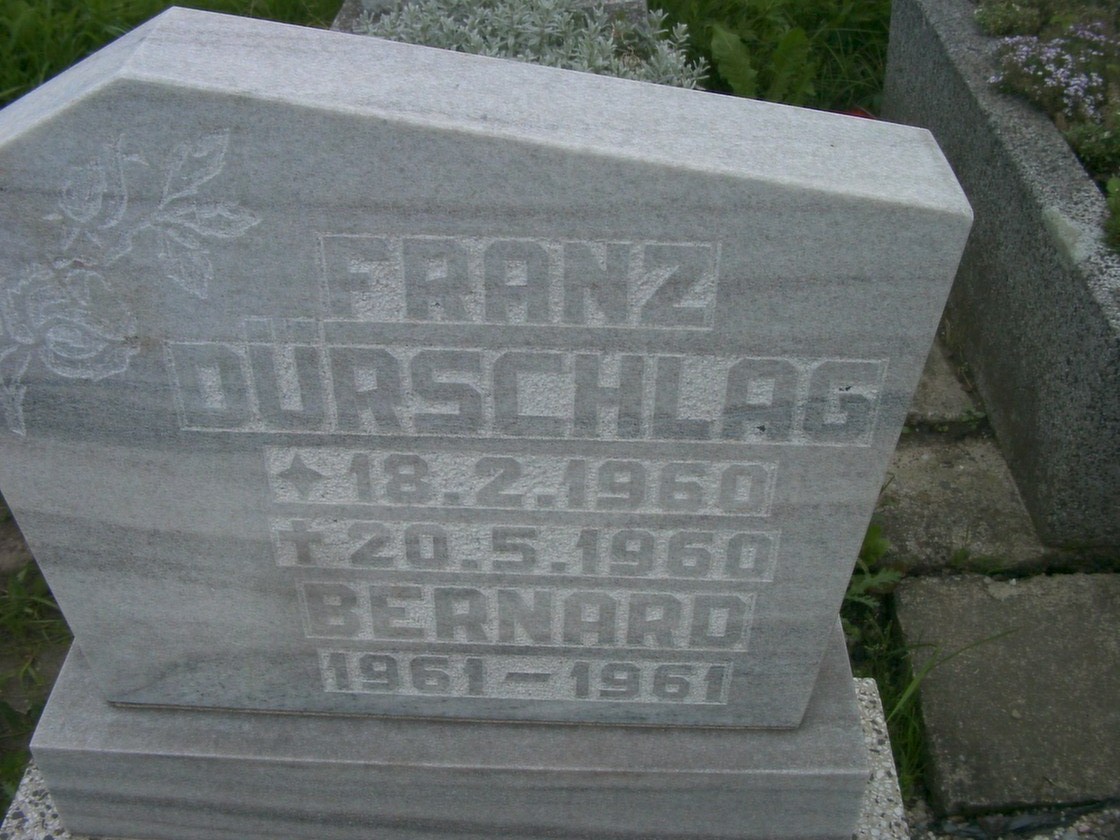 FRANZ
DÜRSCHLAG
✦ 18.2.1960
✝ 20.5.1960
BERNARD
1961 – 1961